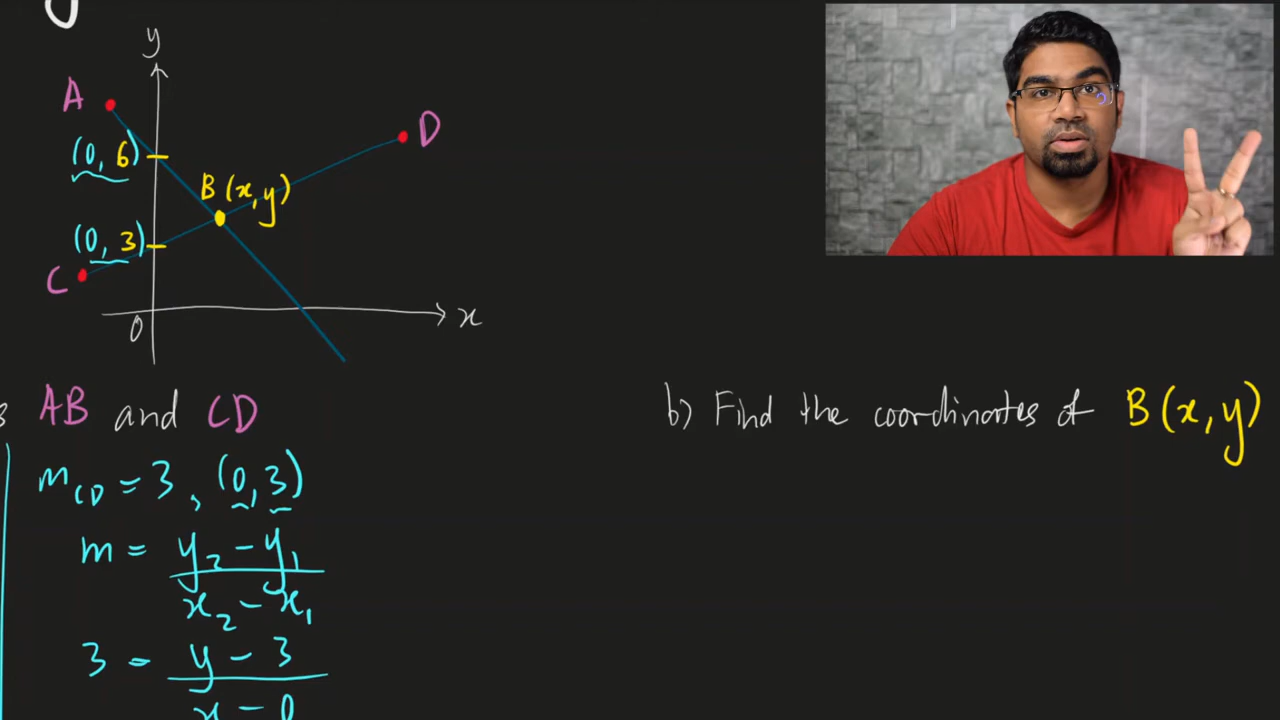 y
A
D
(0, 6)
B (x, y)
(0, 3)
C
0
x
AB and CD
b) Find the coordinates of B(x, y)
m_CD = 3, (0, 3)
m = y₂ - y₁
x₂ - x₁
3 = y - 3
x - 0